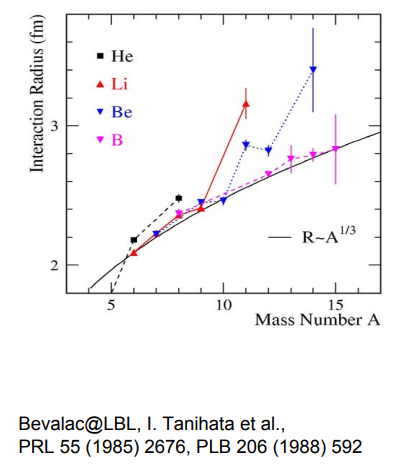 Interaction Radius (fm)
3
2
He
Li
Be
B
R~A^1/3
5 10 15
Mass Number A
Bevalac@LBL, I. Tanihata et al.,
PRL 55 (1985) 2676, PLB 206 (1988) 592